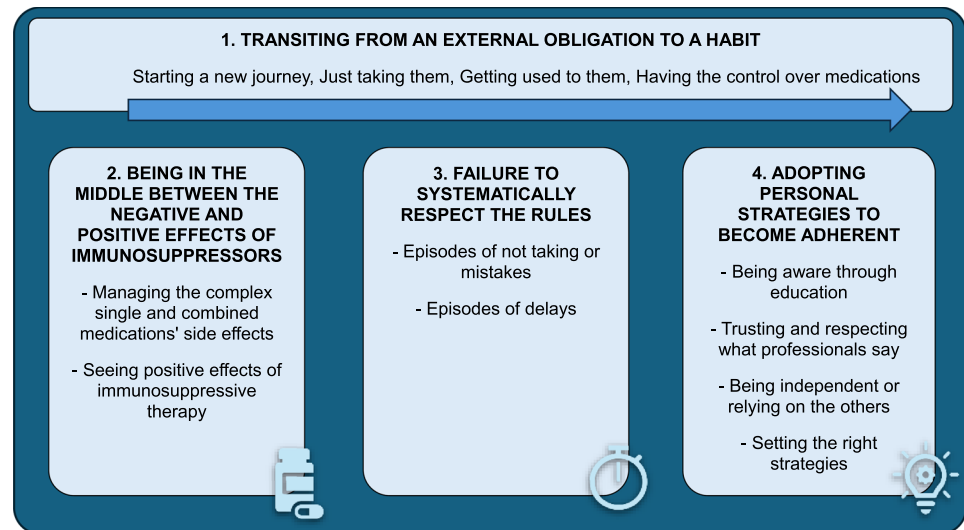 1. TRANSITING FROM AN EXTERNAL OBLIGATION TO A HABIT
Starting a new journey, Just taking them, Getting used to them, Having the control over medications
2. BEING IN THE
MIDDLE BETWEEN THE
NEGATIVE AND
POSITIVE EFFECTS OF
IMMUNOSUPPRESSORS
- Managing the complex
single and combined
medications' side effects
- Seeing positive effects of
immunosuppressive
therapy
3. FAILURE TO
SYSTEMATICALLY
RESPECT THE RULES
- Episodes of not taking or
mistakes
- Episodes of delays
4. ADOPTING
PERSONAL
STRATEGIES TO
BECOME ADHERENT
- Being aware through
education
- Trusting and respecting
what professionals say
- Being independent or
relying on the others
- Setting the right
strategies